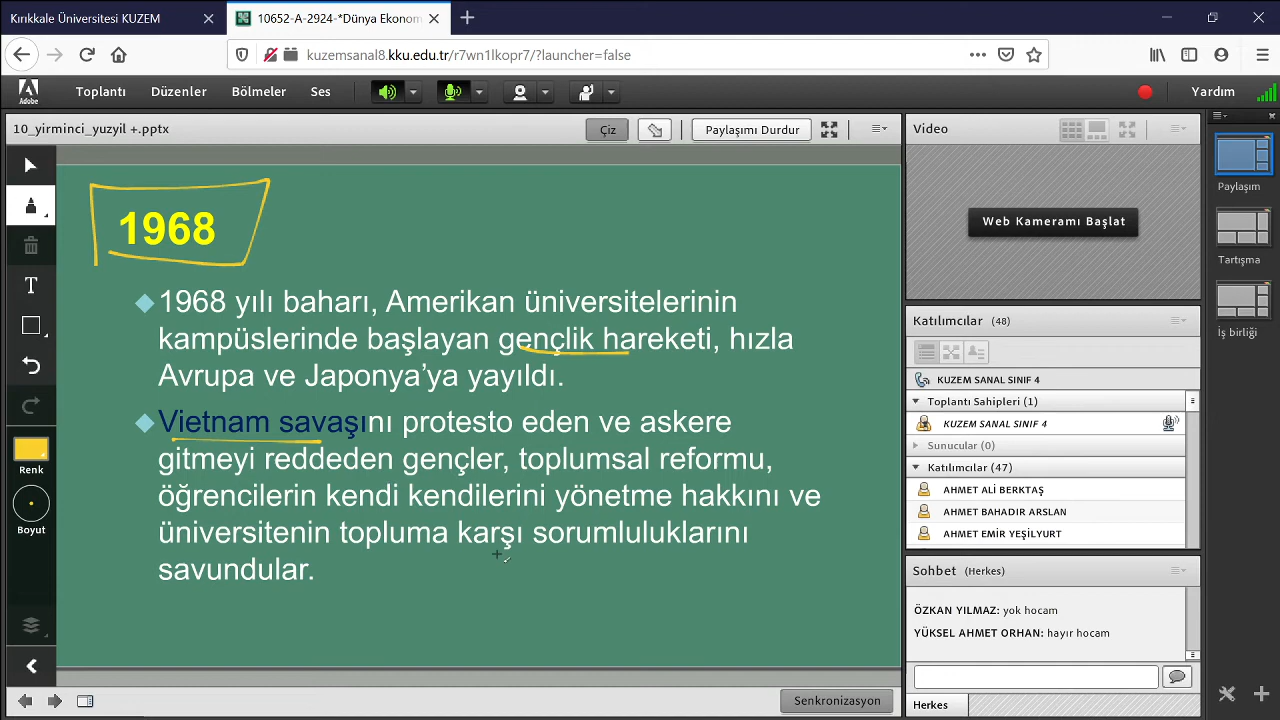 Kırıkkale Üniversitesi KUZEM
10652-A-2924-*Dünya Ekonom
kuzemsanal8.kku.edu.tr/r7wn1lkopr7/?launcher=false
Adobe
Toplantı
Düzenler
Bölmeler
Ses
Yardım
10_yirminci_yuzyil +.pptx
Çiz
Paylaşımı Durdur
1968
1968 yılı baharı, Amerikan üniversitelerinin
kampüslerinde başlayan gençlik hareketi, hızla
Avrupa ve Japonya’ya yayıldı.
Vietnam savaşını protesto eden ve askere
gitmeyi reddeden gençler, toplumsal reformu,
öğrencilerin kendi kendilerini yönetme hakkını ve
üniversitenin topluma karşı sorumluluklarını
savundular.
T
Renk
Boyut
Senkronizasyon
Video
Web Kameramı Başlat
Katılımcılar (48)
KUZEM SANAL SINIF 4
Toplantı Sahipleri (1)
KUZEM SANAL SINIF 4
Sunucular (0)
Katılımcılar (47)
AHMET ALİ BERKTAŞ
AHMET BAHADIR ARSLAN
AHMET EMİR YEŞİLYURT
Sohbet (Herkes)
ÖZKAN YILMAZ: yok hocam
YÜKSEL AHMET ORHAN: hayır hocam
Herkes
Paylaşım
Tartışma
İş birliği